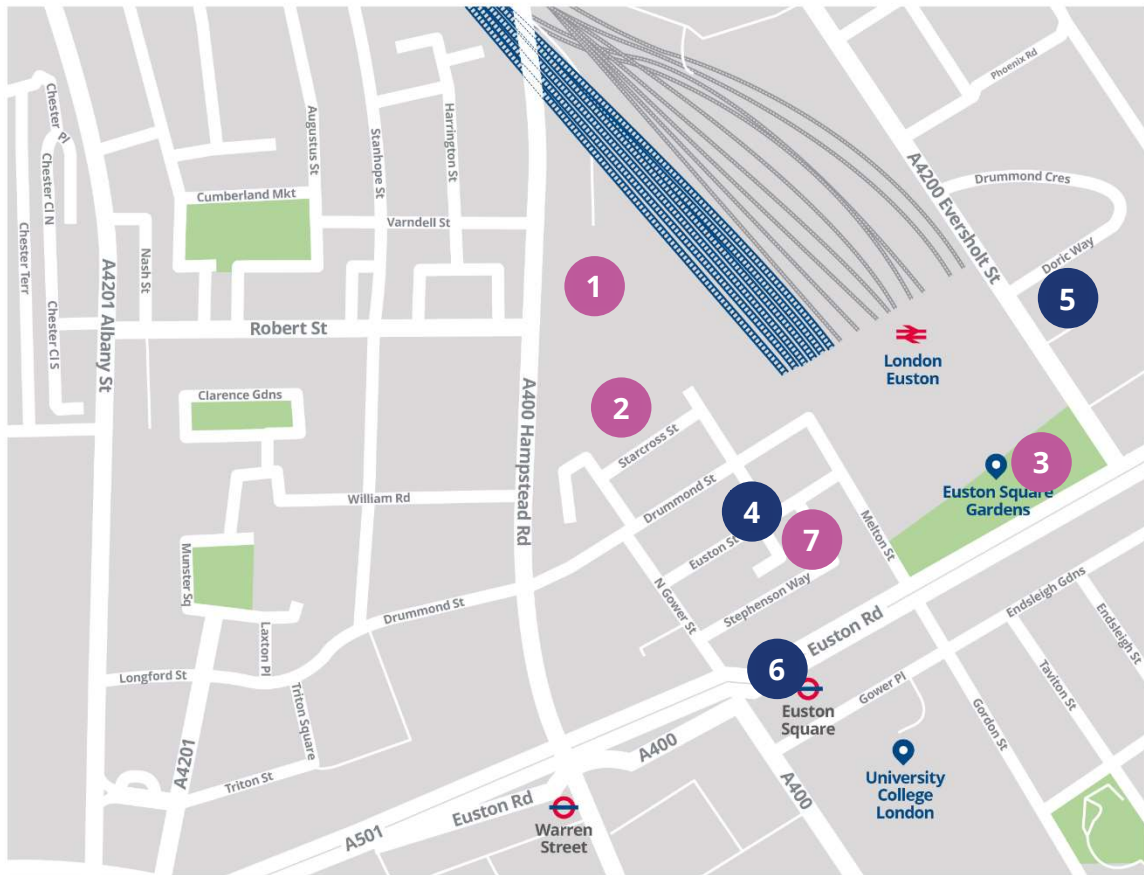 Phoenix Rd
Chester Pl
Augustus St
Stanhope St
Harrington St
A4200 Eversholt St
Drummond Cres
Chester Cl N
Cumberland Mkt
Varndell St
Chester Terr
Nash St
Doric Way
1
5
A4201 Albany St
Chester Cl S
Robert St
London
Euston
Clarence Gdns
A400 Hampstead Rd
2
Starcross St
3
Euston Square
Gardens
William Rd
Drummond St
4
Euston St
7
Melton St
Munster Sq
Stephenson Way
N Gower St
Drummond St
Euston Rd
Endsleigh Gdns
Endsleigh St
Laxton Pl
Longford St
Triton Square
6
Euston
Square
Gower Pl
Taviton St
Gordon St
A4201
Triton St
A400
University
College
London
A400
Euston Rd
A501
Warren
Street